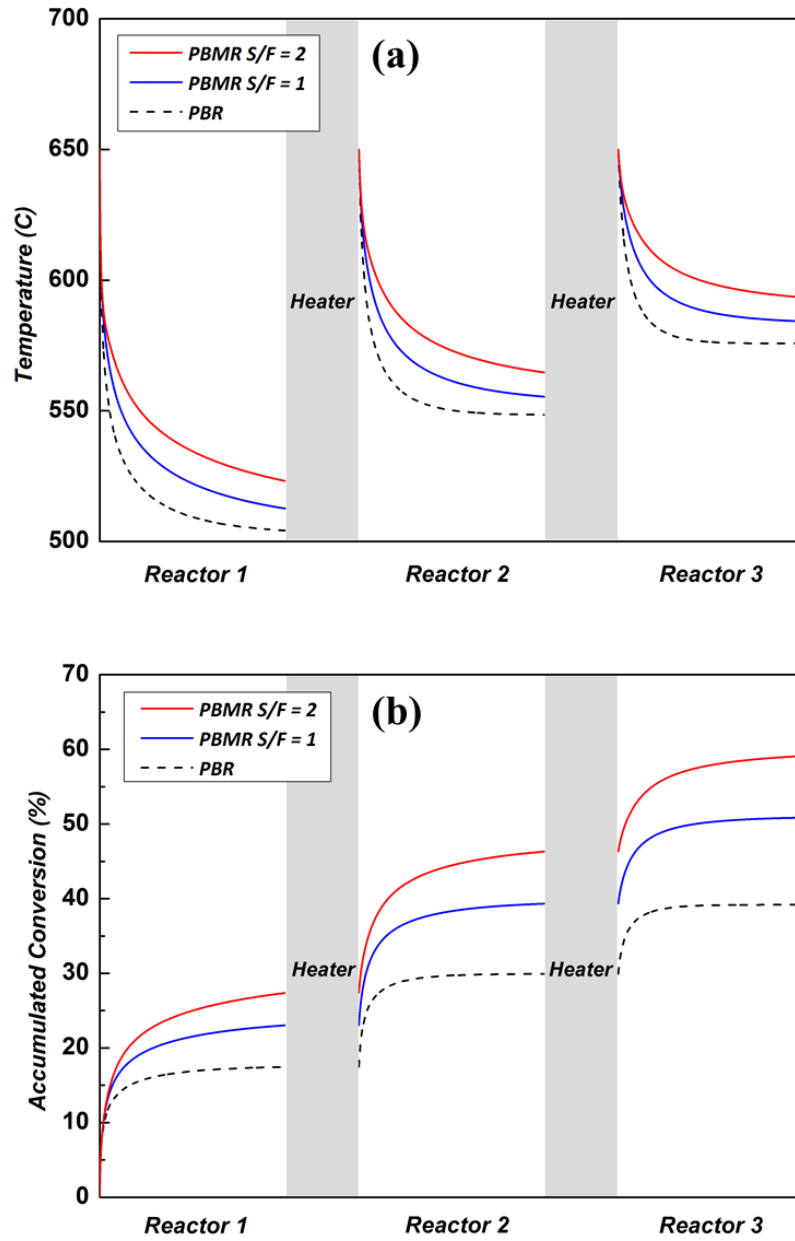 700
650
600
550
500
Temperature (C)
PBMR S/F = 2
PBMR S/F = 1
PBR
(a)
Heater
Heater
Reactor 1
Reactor 2
Reactor 3
70
60
50
40
30
20
10
0
Accumulated Conversion (%)
PBMR S/F = 2
PBMR S/F = 1
PBR
(b)
Heater
Heater
Reactor 1
Reactor 2
Reactor 3